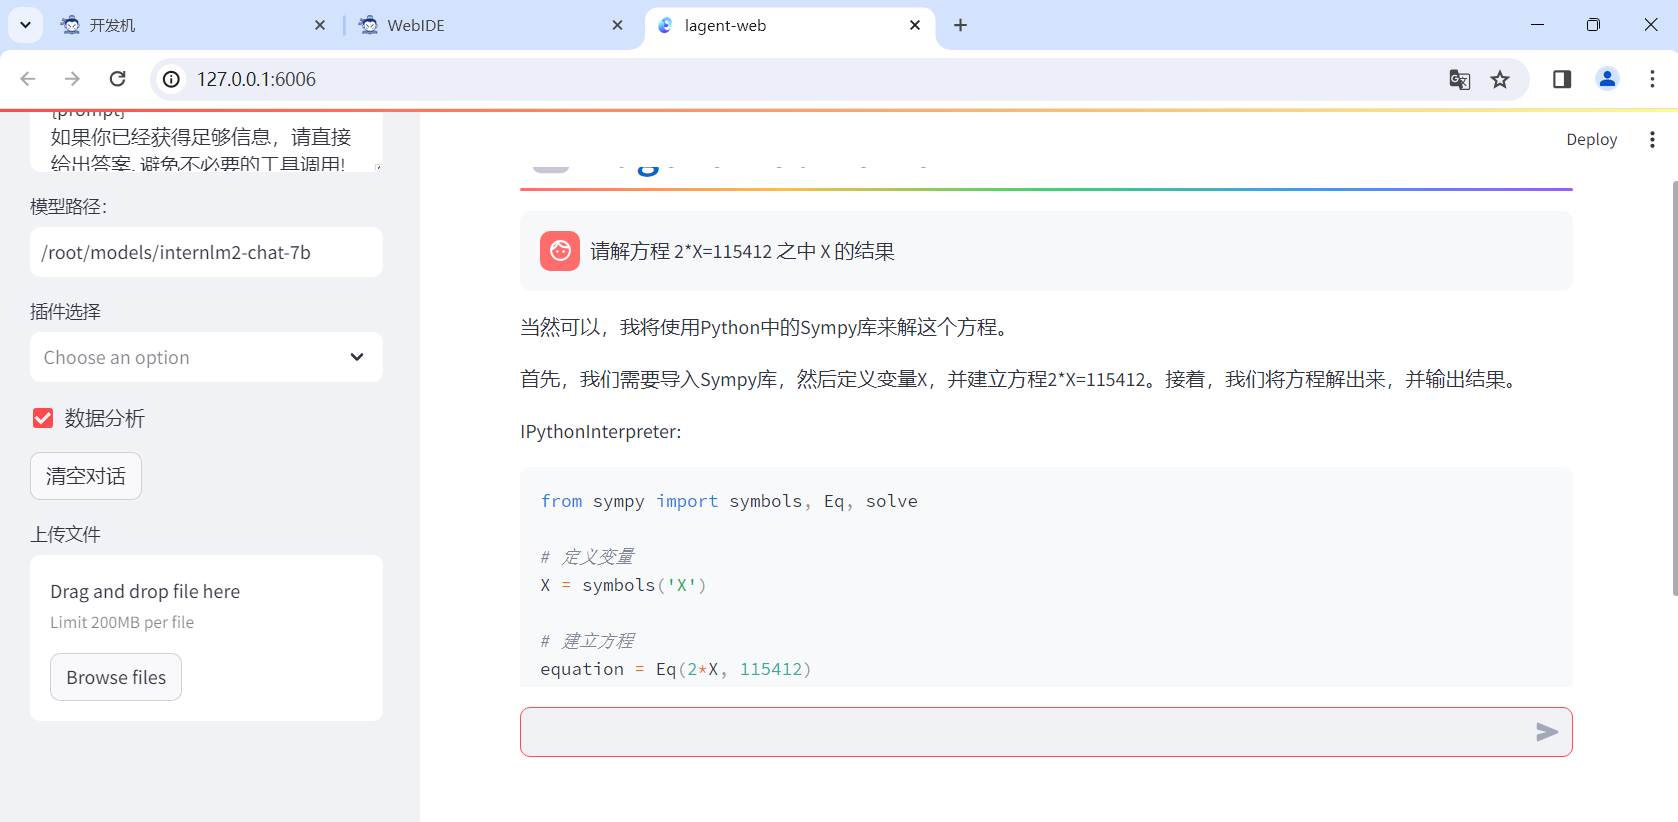 开发机
WebIDE
lagent-web
127.0.0.1:6006
Deploy
{prompt}
如果你已经获得足够信息，请直接
给出答案. 避免不必要的工具调用!
模型路径：
/root/models/internlm2-chat-7b
插件选择
Choose an option
数据分析
清空对话
上传文件
Drag and drop file here
Limit 200MB per file
Browse files
请解方程 2*X=115412 之中 X 的结果
当然可以，我将使用Python中的Sympy库来解这个方程。
首先，我们需要导入Sympy库，然后定义变量X，并建立方程2*X=115412。接着，我们将方程解出来，并输出结果。
IPythonInterpreter:
from sympy import symbols, Eq, solve
# 定义变量
X = symbols('X')
# 建立方程
equation = Eq(2*X, 115412)